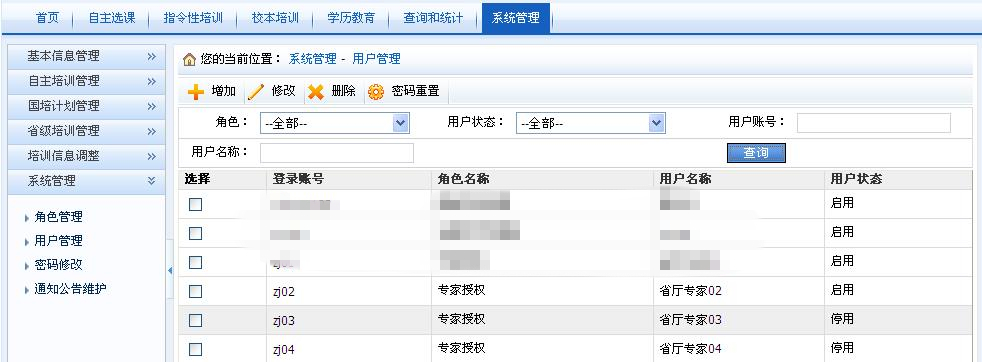 首页 自主选课 指令性培训 校本培训 学历教育 查询和统计 系统管理
基本信息管理
自主培训管理
国培计划管理
省级培训管理
培训信息调整
系统管理
角色管理
用户管理
密码修改
通知公告维护
您的当前位置： 系统管理 - 用户管理
增加 修改 删除 密码重置
角色： --全部-- 用户状态： --全部-- 用户账号：
用户名称： 查询
选择 登录账号 角色名称 用户名称 用户状态
启用
启用
启用
zj02 专家授权 省厅专家02 启用
zj03 专家授权 省厅专家03 停用
zj04 专家授权 省厅专家04 停用